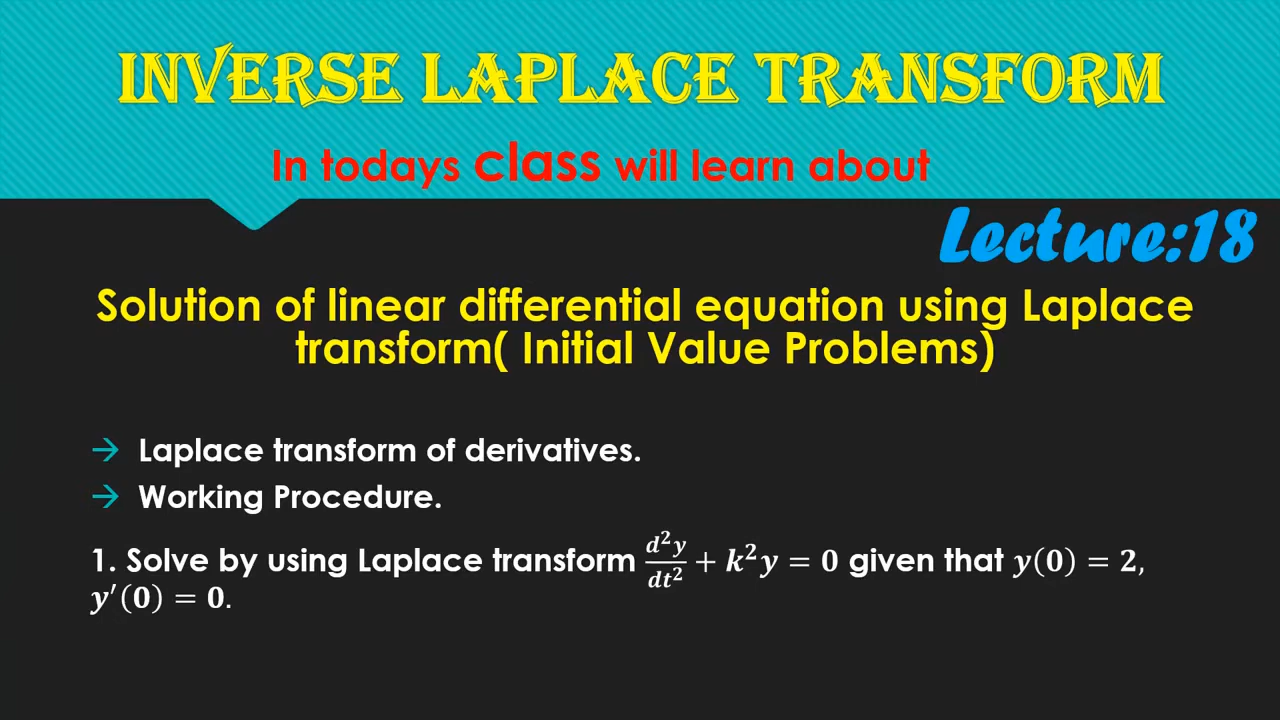 INVERSE LAPLACE TRANSFORM
In todays class will learn about
Lecture:18
Solution of linear differential equation using Laplace
transform( Initial Value Problems)
→ Laplace transform of derivatives.
→ Working Procedure.
1. Solve by using Laplace transform d²y/dt² + k²y = 0 given that y(0) = 2,
y′(0) = 0.